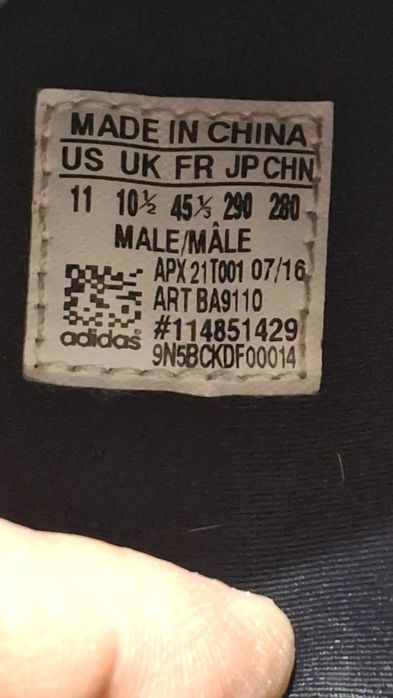 MADE IN CHINA
US UK FR JP CHN
11 10½ 45⅓ 290 280
MALE/MÂLE
APX 21T001 07/16
ART BA9110
#114851429
adidas
9N5BCKDF00014